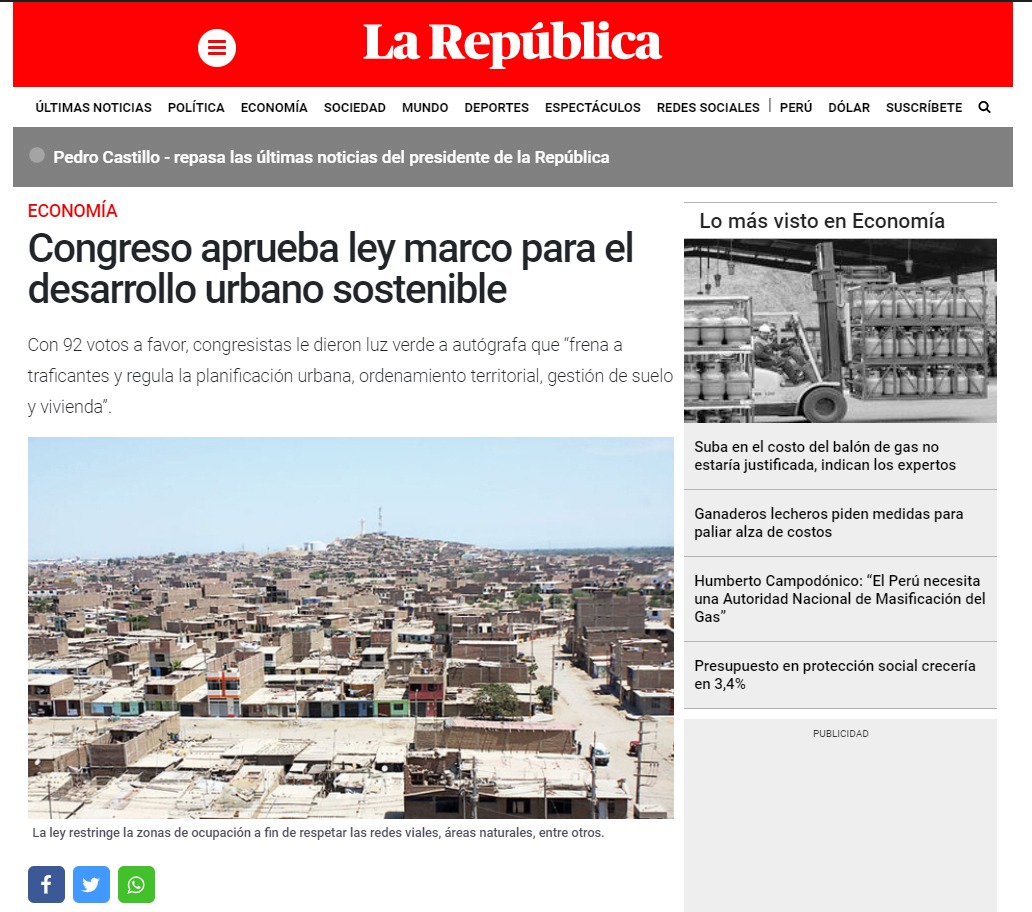 La República
ÚLTIMAS NOTICIAS POLÍTICA ECONOMÍA SOCIEDAD MUNDO DEPORTES ESPECTÁCULOS REDES SOCIALES | PERÚ DÓLAR SUSCRÍBETE
Pedro Castillo - repasa las últimas noticias del presidente de la República
ECONOMÍA
Congreso aprueba ley marco para el
desarrollo urbano sostenible
Con 92 votos a favor, congresistas le dieron luz verde a autógrafa que “frena a
traficantes y regula la planificación urbana, ordenamiento territorial, gestión de suelo
y vivienda”.
La ley restringe la zonas de ocupación a fin de respetar las redes viales, áreas naturales, entre otros.
Lo más visto en Economía
Suba en el costo del balón de gas no
estaría justificada, indican los expertos
Ganaderos lecheros piden medidas para
paliar alza de costos
Humberto Campodónico: “El Perú necesita
una Autoridad Nacional de Masificación del
Gas”
Presupuesto en protección social crecería
en 3,4%
PUBLICIDAD